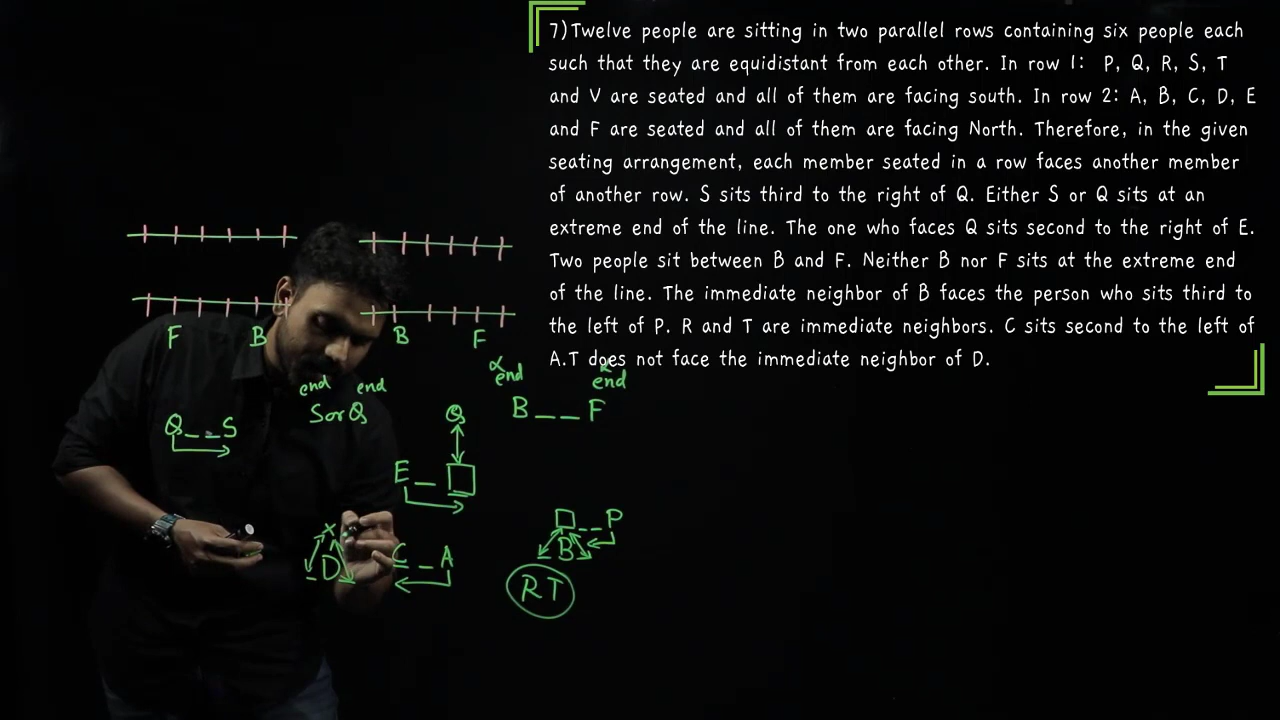 7)Twelve people are sitting in two parallel rows containing six people each
such that they are equidistant from each other. In row 1: P, Q, R, S, T
and V are seated and all of them are facing south. In row 2: A, B, C, D, E
and F are seated and all of them are facing North. Therefore, in the given
seating arrangement, each member seated in a row faces another member
of another row. S sits third to the right of Q. Either S or Q sits at an
extreme end of the line. The one who faces Q sits second to the right of E.
Two people sit between B and F. Neither B nor F sits at the extreme end
of the line. The immediate neighbor of B faces the person who sits third to
the left of P. R and T are immediate neighbors. C sits second to the left of
A.T does not face the immediate neighbor of D.
F B B F
end end end end
Q _ _ S S or Q Q B _ _ F
E _
x _ _ P
_ D C _ A _ B _
R T